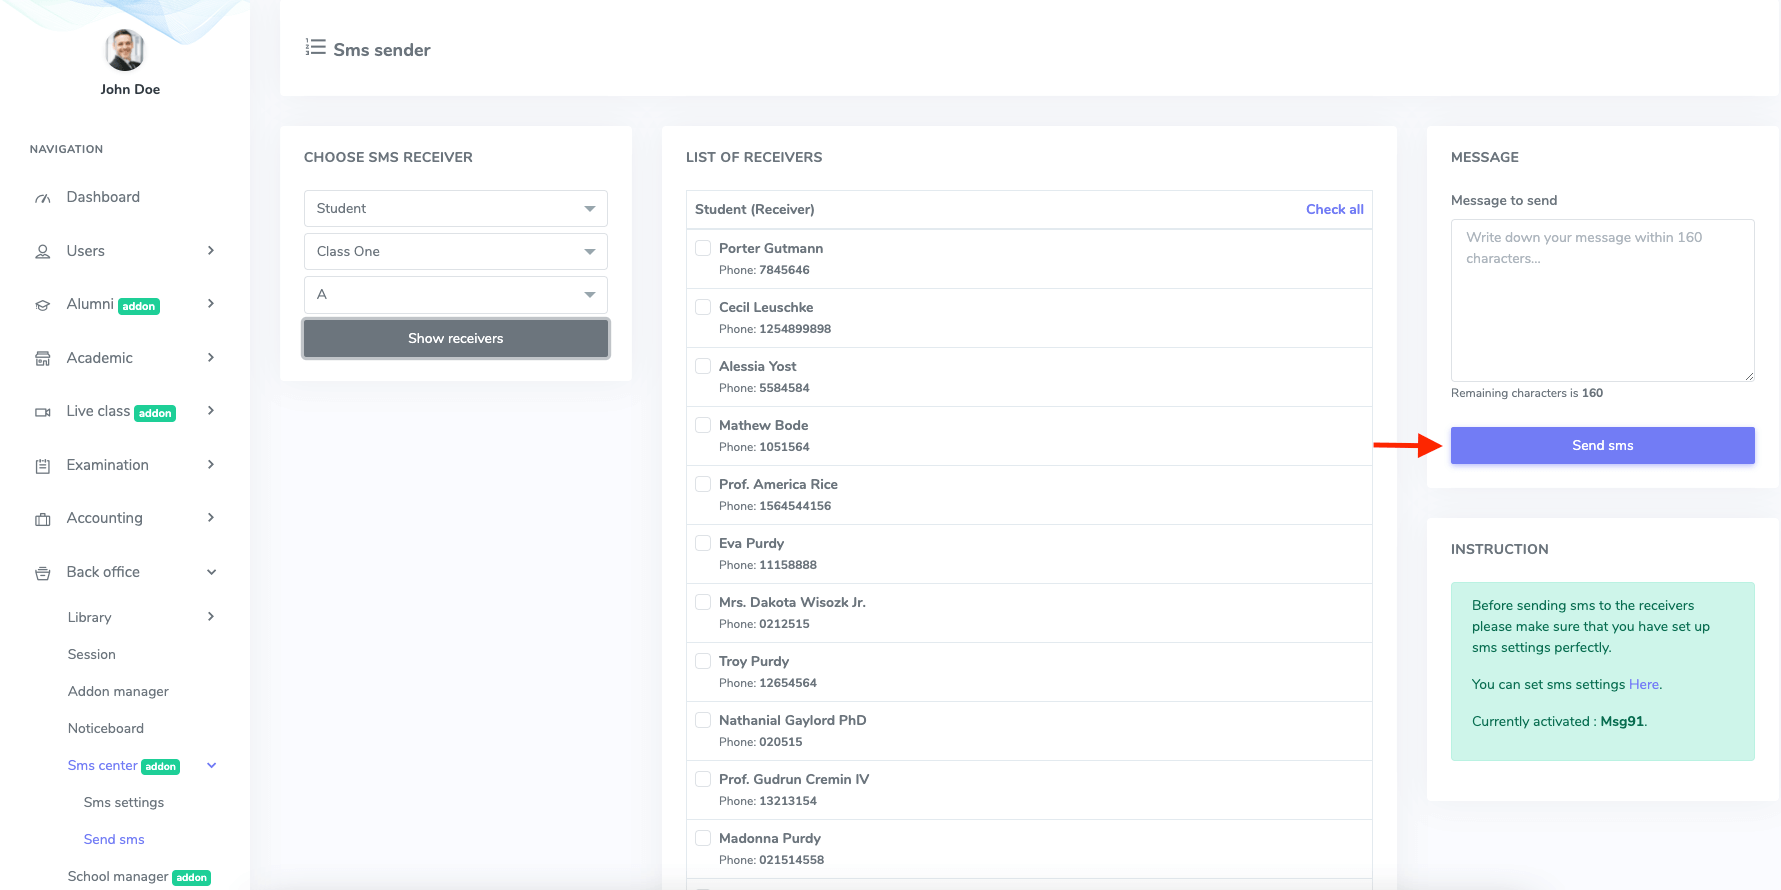 John Doe
NAVIGATION
Dashboard
Users
Alumni addon
Academic
Live class addon
Examination
Accounting
Back office
Library
Session
Addon manager
Noticeboard
Sms center addon
Sms settings
Send sms
School manager addon
Sms sender
CHOOSE SMS RECEIVER
Student
Class One
A
Show receivers
LIST OF RECEIVERS
Student (Receiver) Check all
Porter Gutmann
Phone: 7845646
Cecil Leuschke
Phone: 1254899898
Alessia Yost
Phone: 5584584
Mathew Bode
Phone: 1051564
Prof. America Rice
Phone: 1564544156
Eva Purdy
Phone: 11158888
Mrs. Dakota Wisozk Jr.
Phone: 0212515
Troy Purdy
Phone: 12654564
Nathanial Gaylord PhD
Phone: 020515
Prof. Gudrun Cremin IV
Phone: 13213154
Madonna Purdy
Phone: 021514558
MESSAGE
Message to send
Write down your message within 160
characters...
Remaining characters is 160
Send sms
INSTRUCTION
Before sending sms to the receivers
please make sure that you have set up
sms settings perfectly.
You can set sms settings Here.
Currently activated : Msg91.